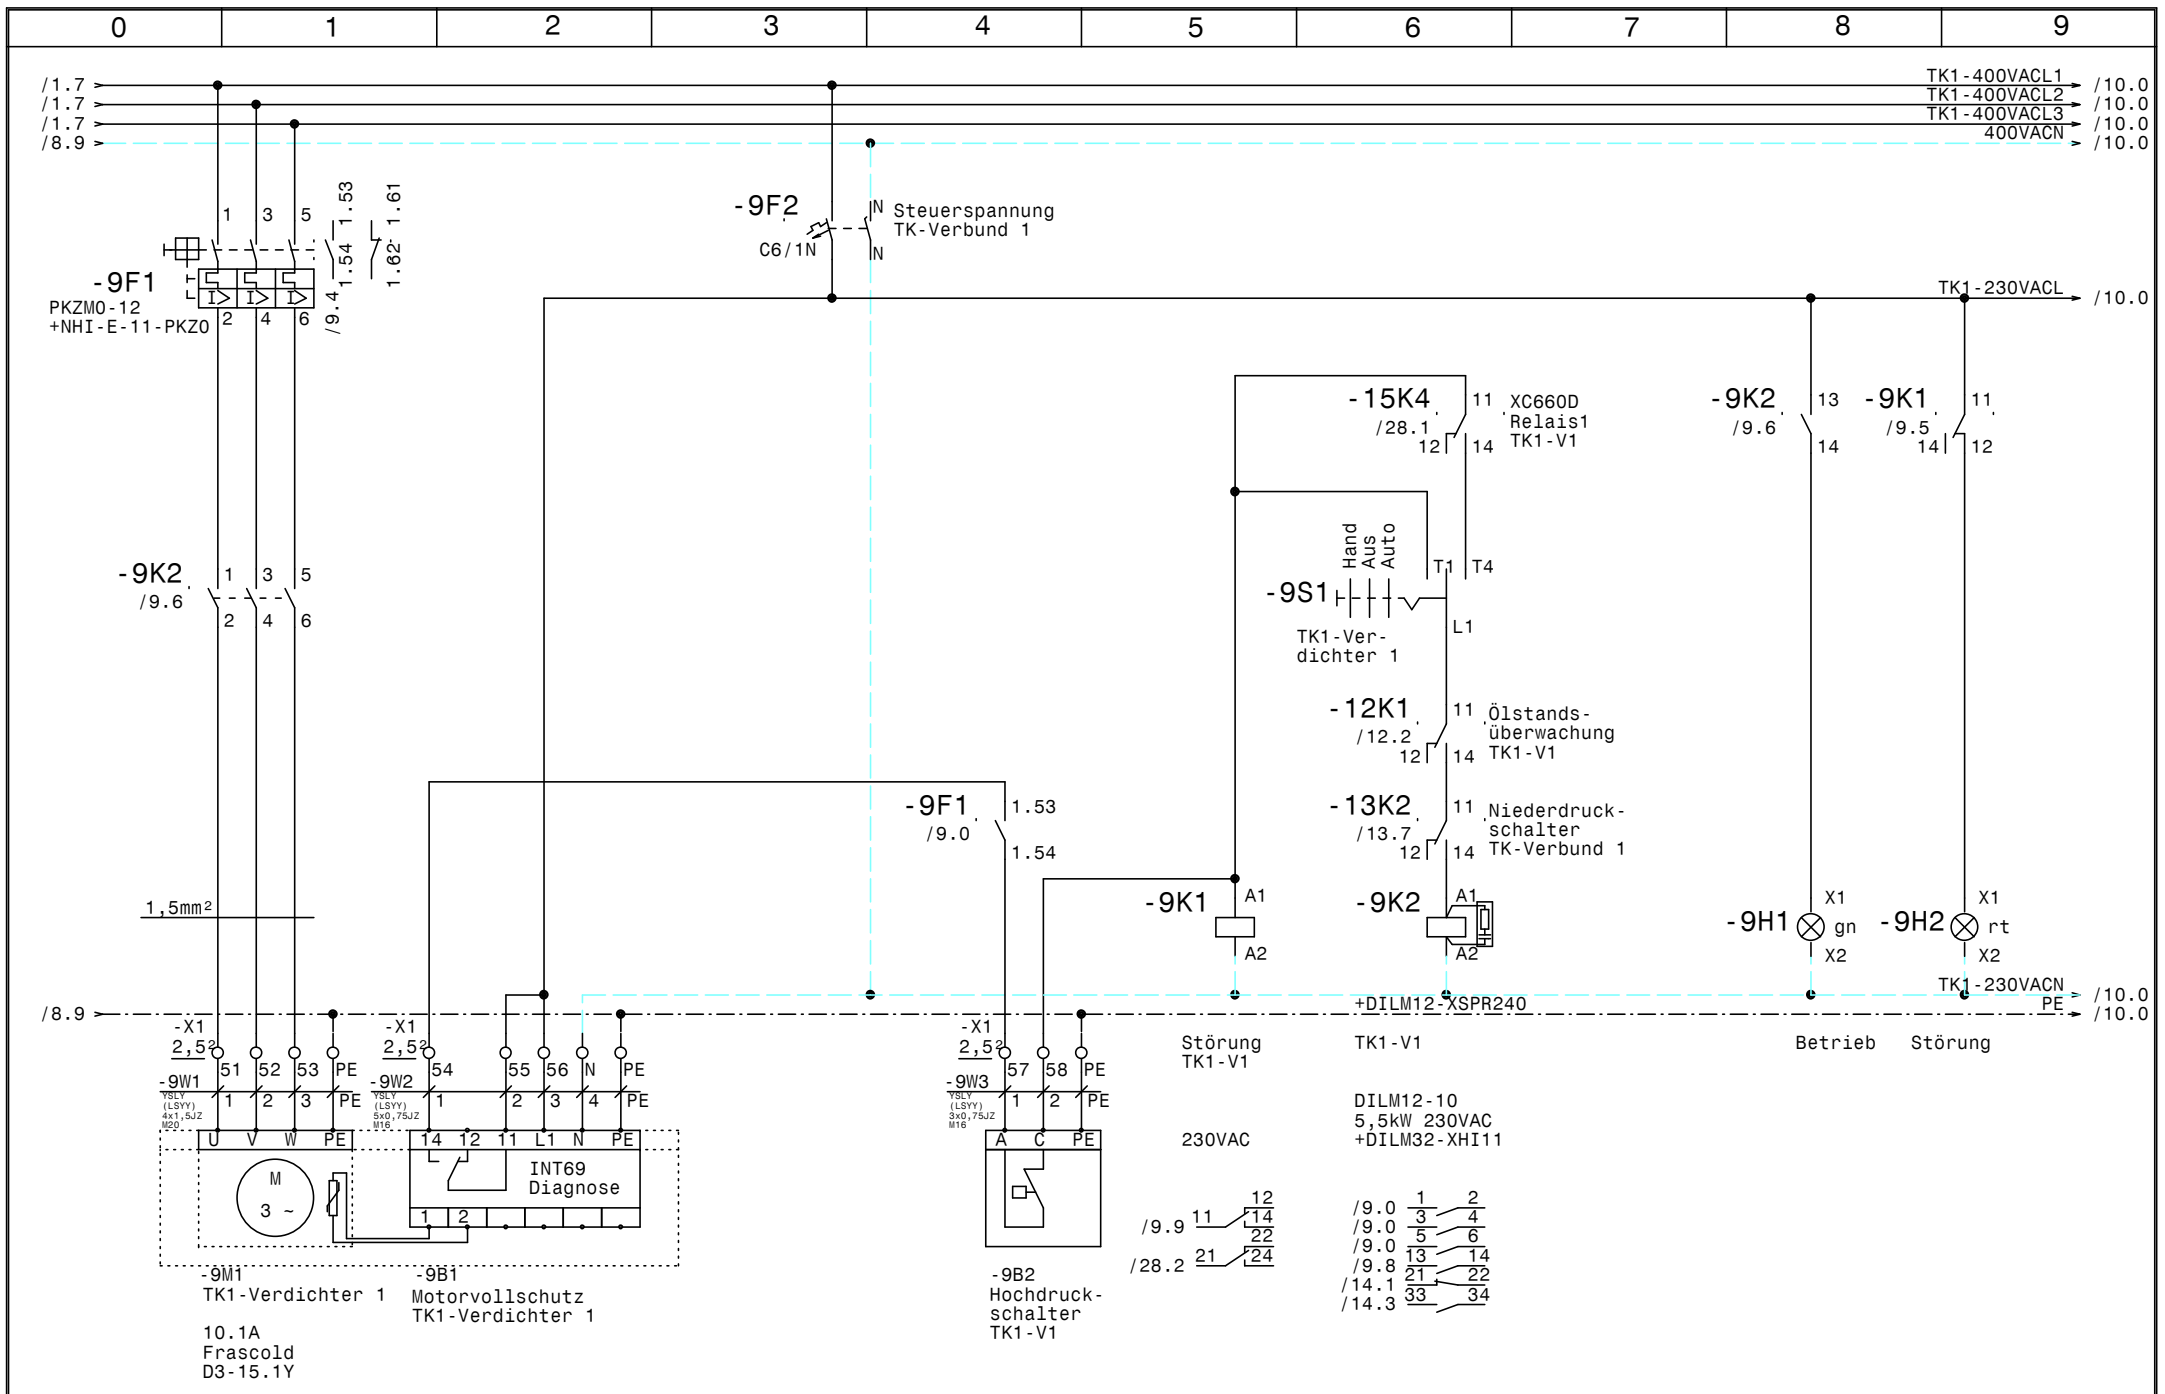 0 1 2 3 4 5 6 7 8 9
/1.7 TK1-400VACL1 /10.0
/1.7 TK1-400VACL2 /10.0
/1.7 TK1-400VACL3 /10.0
/8.9 400VACN /10.0
1 3 5
1.53
1.54
1.61
1.62
/9.4
-9F1
PKZM0-12
+NHI-E-11-PKZ0
I> I> I>
2 4 6
-9F2
C6/1N
N
N
Steuerspannung
TK-Verbund 1
TK1-230VACL /10.0
-15K4
/28.1
11
12 14
XC660D
Relais1
TK1-V1
-9K2
/9.6
13
14
-9K1
/9.5
11
14 12
-9K2
/9.6
1 3 5
2 4 6
Hand
Aus
Auto
T1 T4
-9S1
L1
TK1-Ver-
dichter 1
-12K1
/12.2
11
12 14
Ölstands-
überwachung
TK1-V1
-9F1
/9.0
1.53
1.54
-13K2
/13.7
11
12 14
Niederdruck-
schalter
TK-Verbund 1
1,5mm²
-9K1
A1
A2
-9K2
A1
A2
-9H1
X1
gn
X2
-9H2
X1
rt
X2
TK1-230VACN /10.0
/8.9 PE /10.0
+DILM12-XSPR240
-X1
2,5²
51 52 53 PE
-9W1
YSLY
(LSYY)
4x1,5JZ
M20
1 2 3 PE
U V W PE
M
3 ~
-9M1
TK1-Verdichter 1
10.1A
Frascold
D3-15.1Y
-X1
2,5²
54 55 56 N PE
-9W2
YSLY
(LSYY)
5x0,75JZ
M16
1 2 3 4 PE
14 12 11 L1 N PE
INT69
Diagnose
1 2
-9B1
Motorvollschutz
TK1-Verdichter 1
-X1
2,5²
57 58 PE
-9W3
YSLY
(LSYY)
3x0,75JZ
M16
1 2 PE
A C PE
-9B2
Hochdruck-
schalter
TK1-V1
Störung
TK1-V1
230VAC
/9.9 11 12
14
/28.2 21 22
24
TK1-V1
DILM12-10
5,5kW 230VAC
+DILM32-XHI11
/9.0 1 2
/9.0 3 4
/9.0 5 6
/9.8 13 14
/14.1 21 22
/14.3 33 34
Betrieb
Störung